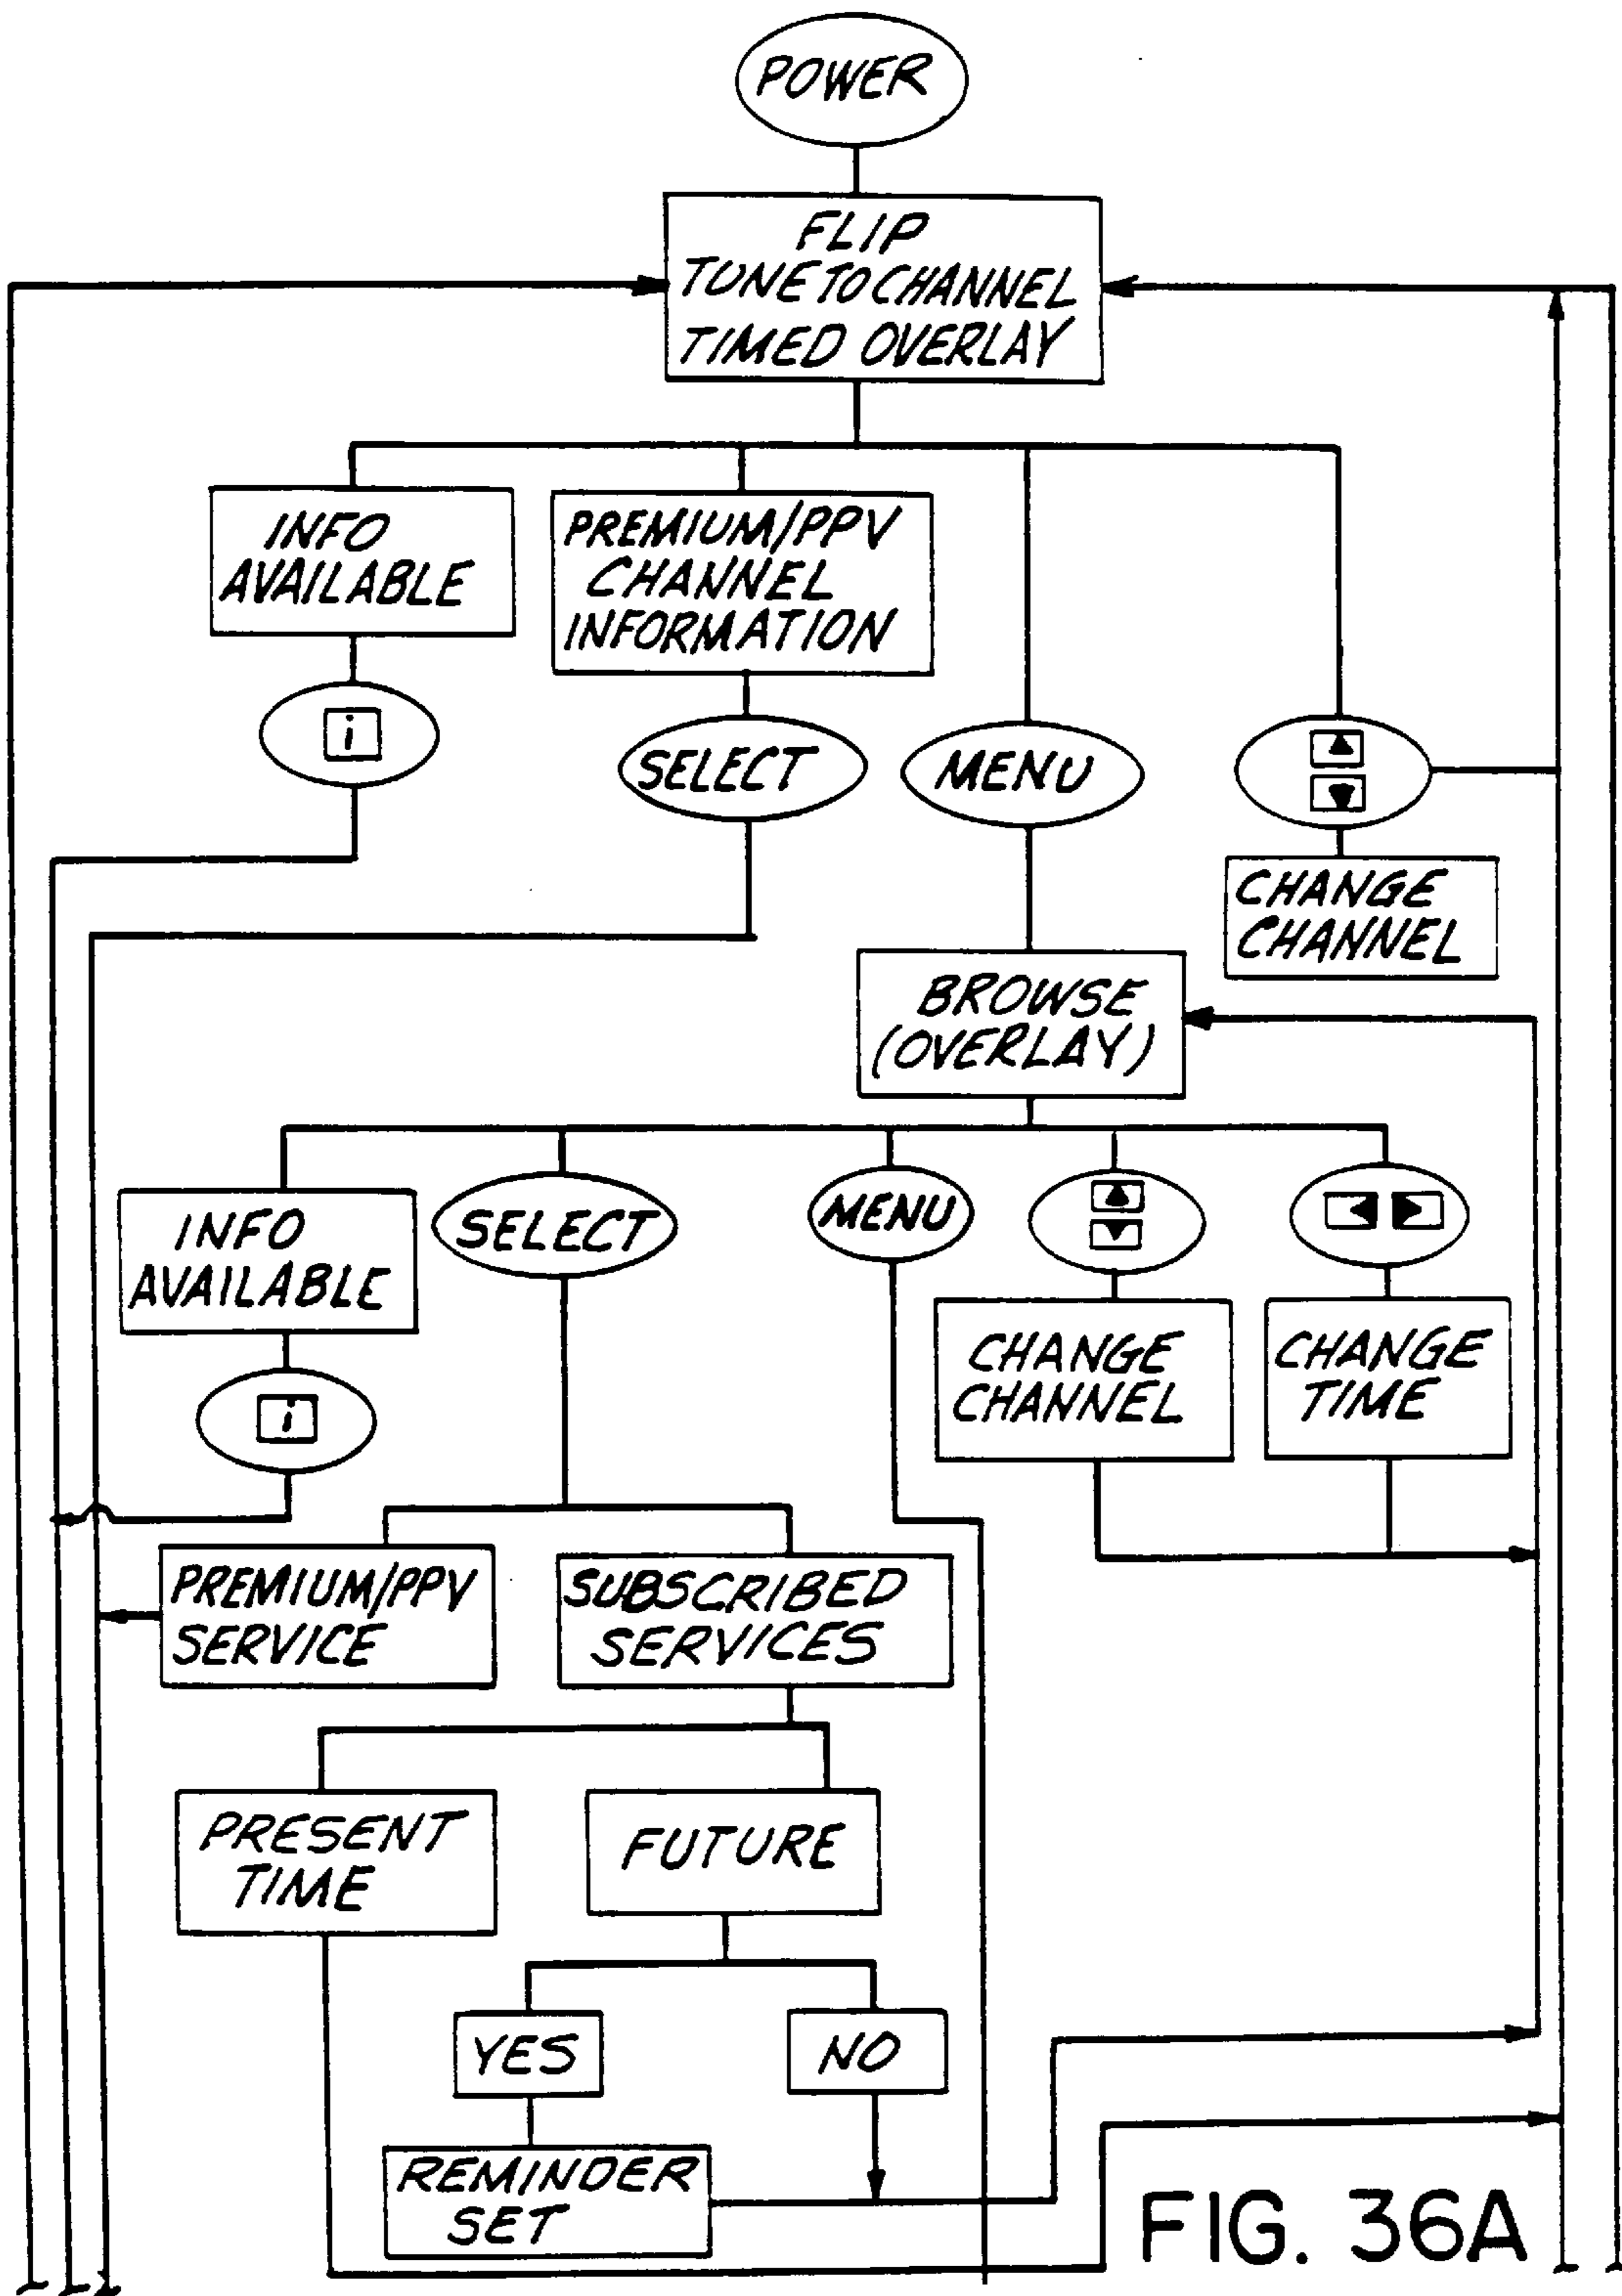 POWER
FLIP
TUNE TO CHANNEL
TIMED OVERLAY
INFO
AVAILABLE
PREMIUM/PPV
CHANNEL
INFORMATION
i
SELECT
MENU
CHANGE
CHANNEL
BROWSE
(OVERLAY)
INFO
AVAILABLE
SELECT
MENU
i
CHANGE
CHANNEL
CHANGE
TIME
PREMIUM/PPV
SERVICE
SUBSCRIBED
SERVICES
PRESENT
TIME
FUTURE
YES
NO
REMINDER
SET
FIG. 36A